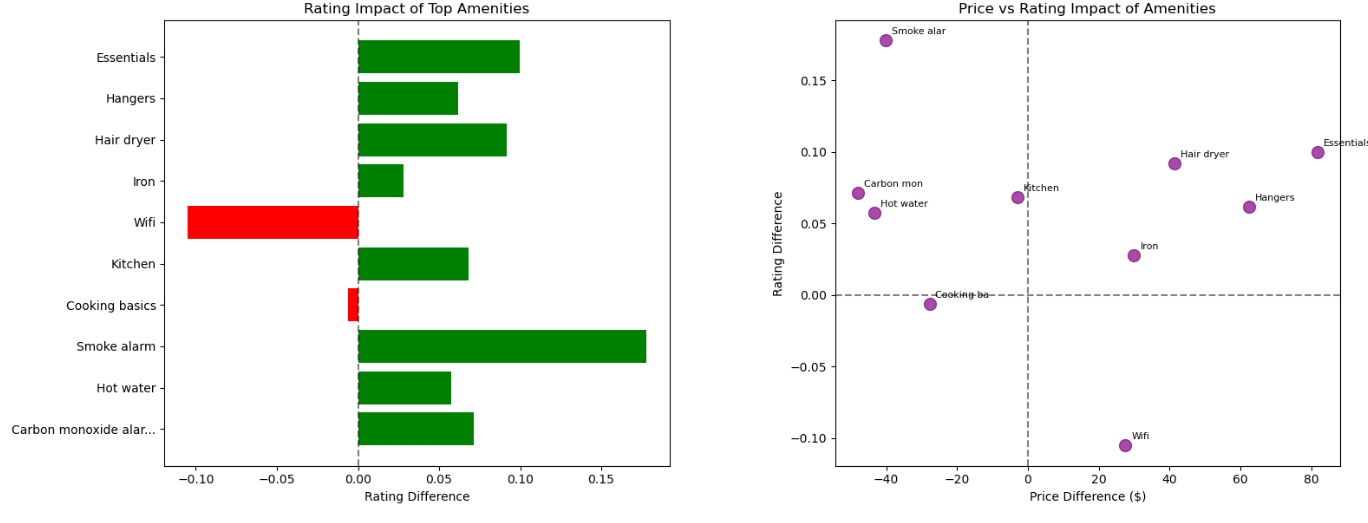 Rating Impact of Top Amenities
Essentials
Hangers
Hair dryer
Iron
Wifi
Kitchen
Cooking basics
Smoke alarm
Hot water
Carbon monoxide alar...
−0.10 −0.05 0.00 0.05 0.10 0.15
Rating Difference
Price vs Rating Impact of Amenities
Rating Difference
0.15
0.10
0.05
0.00
−0.05
−0.10
Smoke alar
Essentials
Hair dryer
Carbon mon
Kitchen
Hot water
Hangers
Iron
Cooking ba
Wifi
−40 −20 0 20 40 60 80
Price Difference ($)